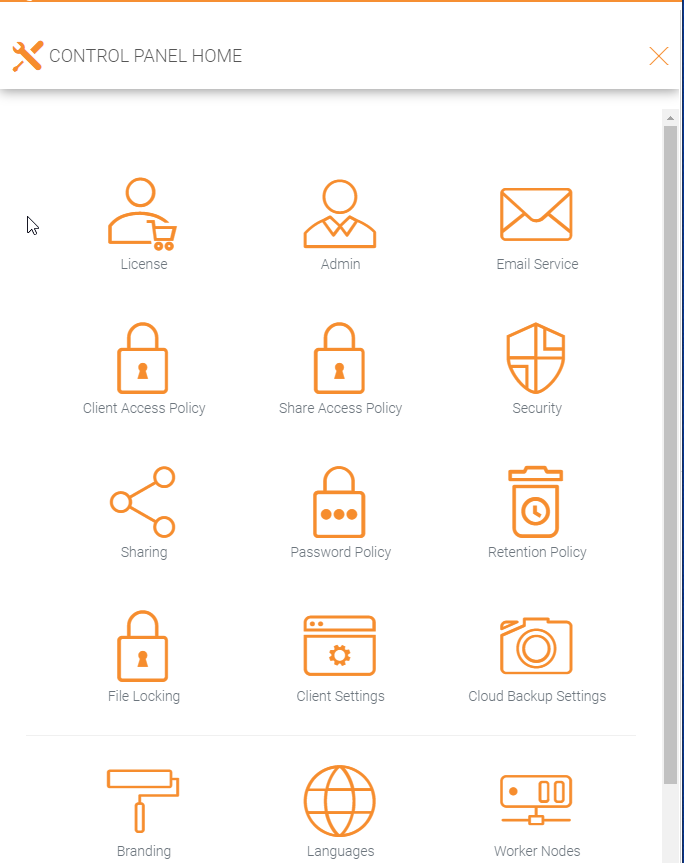 CONTROL PANEL HOME
License
Admin
Email Service
Client Access Policy
Share Access Policy
Security
Sharing
Password Policy
Retention Policy
File Locking
Client Settings
Cloud Backup Settings
Branding
Languages
Worker Nodes